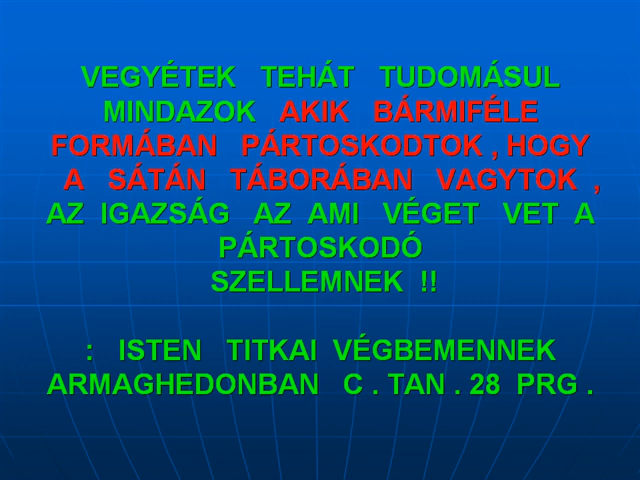 VEGYÉTEK TEHÁT TUDOMÁSUL
MINDAZOK AKIK BÁRMIFÉLE
FORMÁBAN PÁRTOSKODTOK , HOGY
A SÁTÁN TÁBORÁBAN VAGYTOK ,
AZ IGAZSÁG AZ AMI VÉGET VET A
PÁRTOSKODÓ
SZELLEMNEK !!
: ISTEN TITKAI VÉGBEMENNEK
ARMAGHEDONBAN C . TAN . 28 PRG .